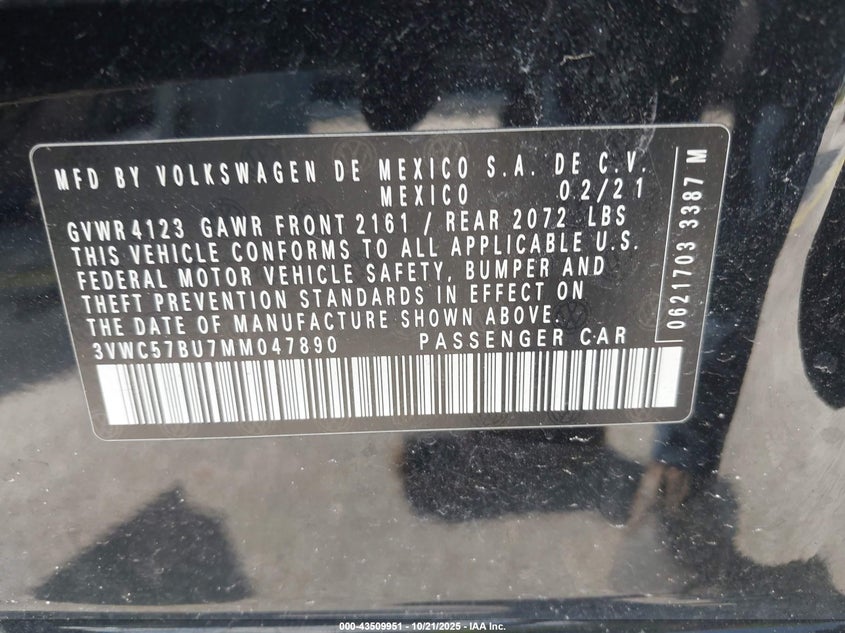 MFD BY VOLKSWAGEN DE MEXICO S.A. DE C.V.
MEXICO 02/21
GVWR 4123 GAWR FRONT 2161 / REAR 2072 LBS
THIS VEHICLE CONFORMS TO ALL APPLICABLE U.S.
FEDERAL MOTOR VEHICLE SAFETY, BUMPER AND
THEFT PREVENTION STANDARDS IN EFFECT ON
THE DATE OF MANUFACTURE SHOWN ABOVE.
3VWC57BU7MM047890 PASSENGER CAR
0621703 3387 M
000-43509951 - 10/21/2025 - IAA Inc.